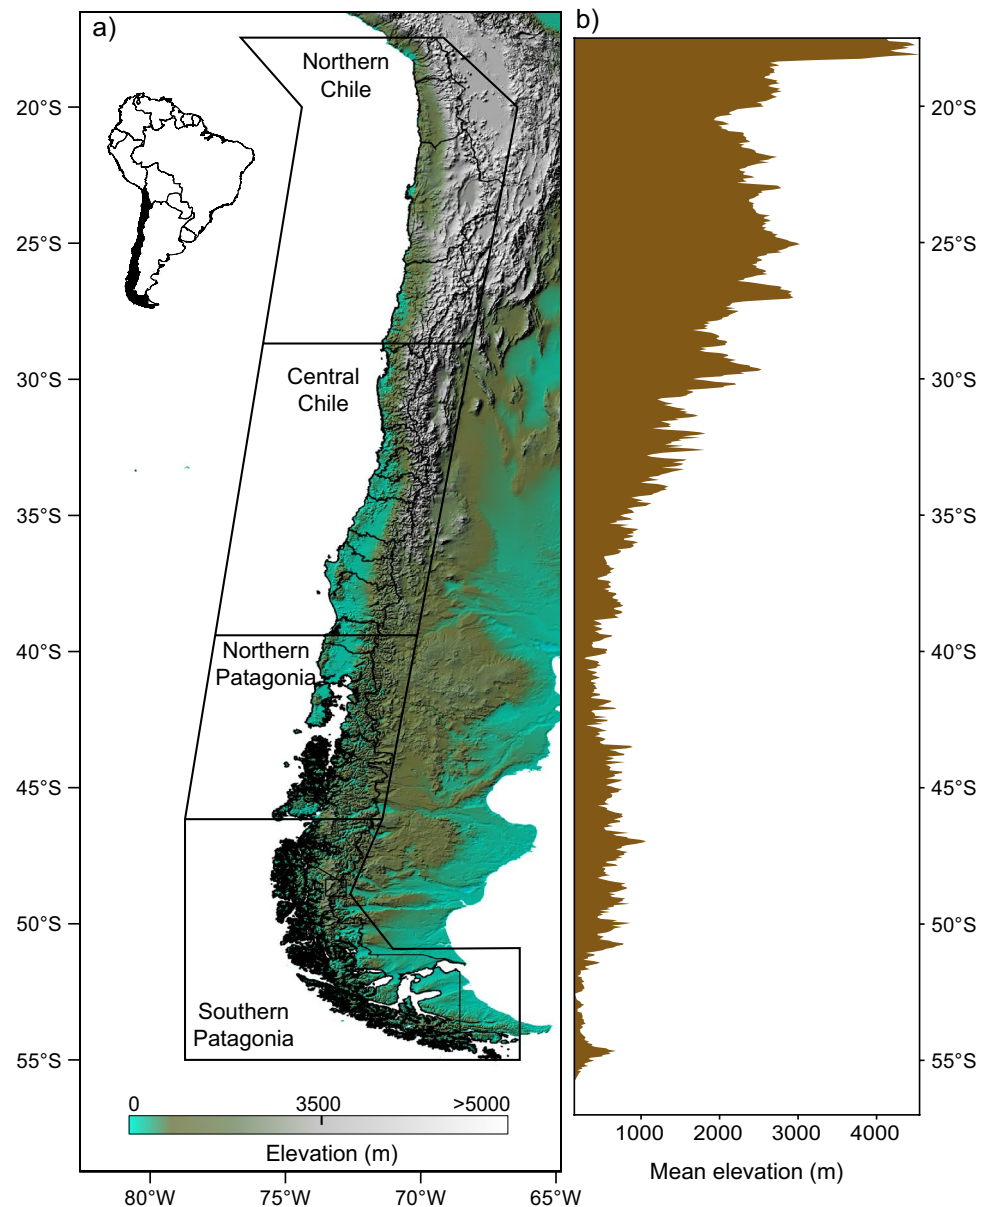 a)
b)
Northern
Chile
Central
Chile
Northern
Patagonia
Southern
Patagonia
20°S
25°S
30°S
35°S
40°S
45°S
50°S
55°S
0
3500
>5000
Elevation (m)
80°W
75°W
70°W
65°W
20°S
25°S
30°S
35°S
40°S
45°S
50°S
55°S
1000
2000
3000
4000
Mean elevation (m)